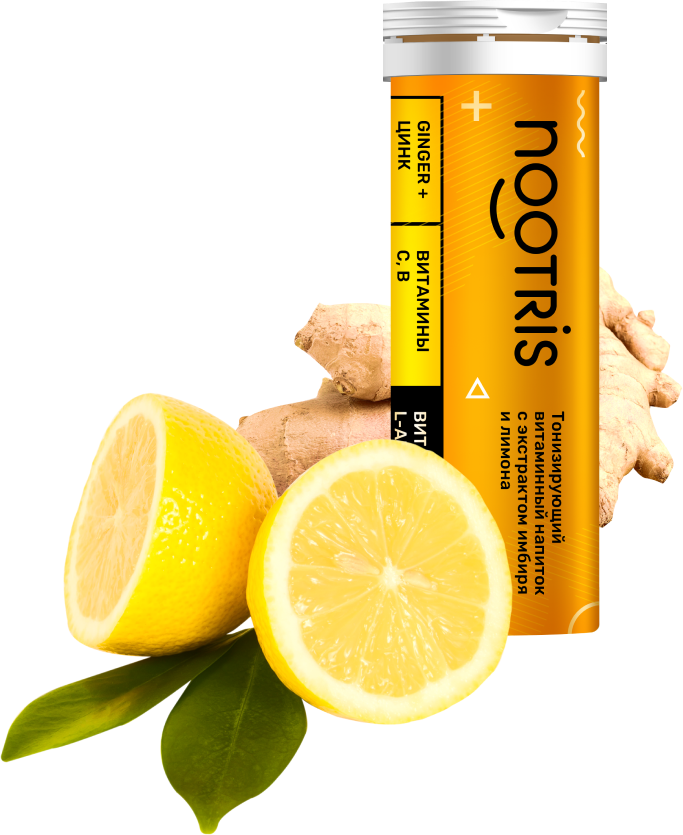 nootris
Тонизирующий
витаминный напиток
с экстрактом имбиря
и лимона
GINGER +
ЦИНК
ВИТАМИНЫ
С, В